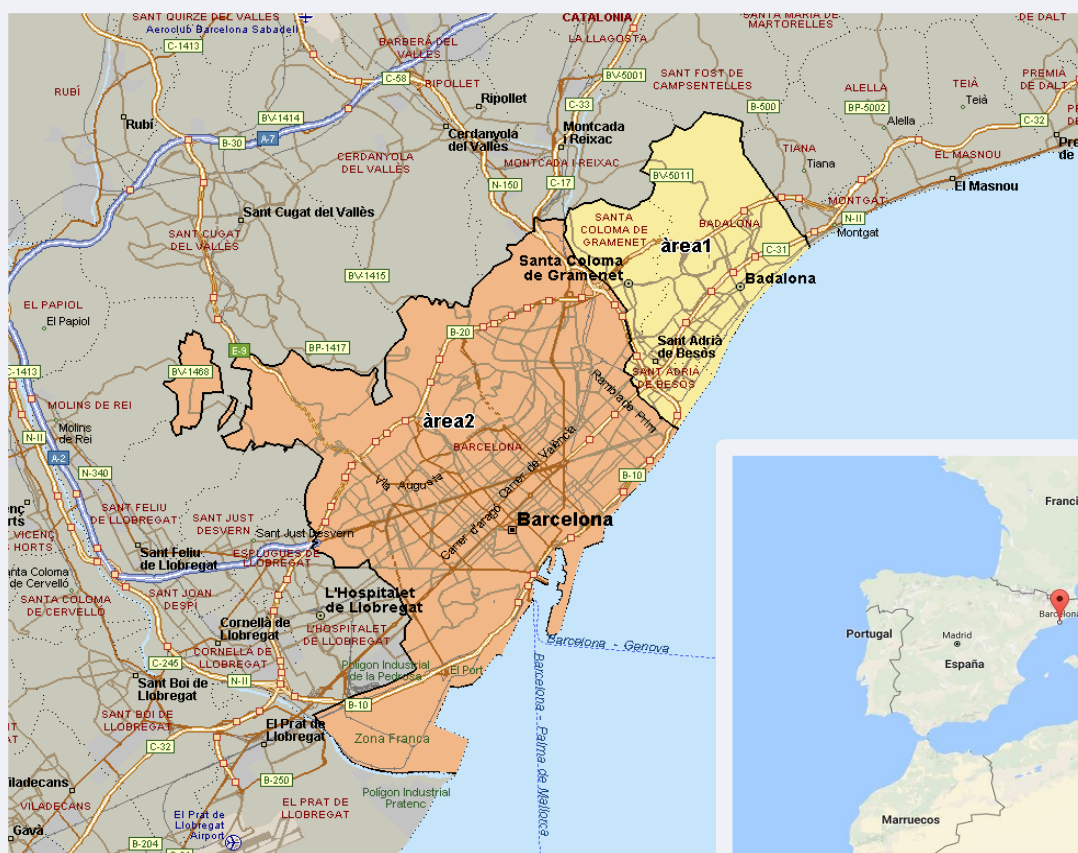 SANT QUIRZE DEL VALLÈS
Aeroclub Barcelona Sabadell
CATALONIA
SANTA MARIA DE
MARTORELLES
DE DALT
C-1413
BARBERÀ DEL
VALLÈS
LA LLAGOSTA
C-58
BV-5001
SANT FOST DE
CAMPSENTELLES
TEIÀ
PREMIÀ
DE DALT
RUBÍ
RIPOLLET
Ripollet
C-33
B-500
ALELLA
BP-5002
Teià
C-32
Rubí
BV-1414
A-7
B-30
Cerdanyola
del Vallès
Montcada
i Reixac
Alella
CERDANYOLA
DEL VALLÈS
MONTCADA I REIXAC
TIANA
Tiana
EL MASNOU
N-150
C-17
BV-5011
El Masnou
Sant Cugat del Vallès
SANT CUGAT
DEL VALLÈS
SANTA
COLOMA DE
GRAMENET
BADALONA
MONTGAT
N-II
Montgat
àrea1
C-31
BV-1415
Santa Coloma
de Gramenet
Badalona
EL PAPIOL
El Papiol
B-20
Sant Adrià
de Besòs
SANT ADRIÀ
DE BESÒS
E-9
BP-1417
C-1413
BV-1468
Rambla de Prim
MOLINS DE REI
Molins
de Rei
àrea2
BARCELONA
N-II
A-2
N-340
Via Augusta
Carrer de València
Carrer d'aragó
B-10
SANT FELIU
DE LLOBREGAT
SANT JUST
DESVERN
Sant Just Desvern
Barcelona
Sant Feliu
de Llobregat
ESPLUGUES DE
LLOBREGAT
SANT JOAN
DESPÍ
SANTA COLOMA
DE CERVELLÓ
L'Hospitalet
de Llobregat
Cornellà de
Llobregat
L'HOSPITALET
DE LLOBREGAT
CORNELLÀ DE
LLOBREGAT
C-245
Barcelona - Genova
Polígon Industrial
de la Pedrosa
El Port
N-II
Sant Boi de
Llobregat
B-10
SANT BOI DE
LLOBREGAT
El Prat de
Llobregat
Zona Franca
C-32
Barcelona - Palma de Mallorca
B-250
VILADECANS
EL PRAT DE
LLOBREGAT
Polígon Industrial
Pratenc
El Prat de
Llobregat
Airport
Gavà
B-204
Barcelona
Portugal
Madrid
España
Marruecos